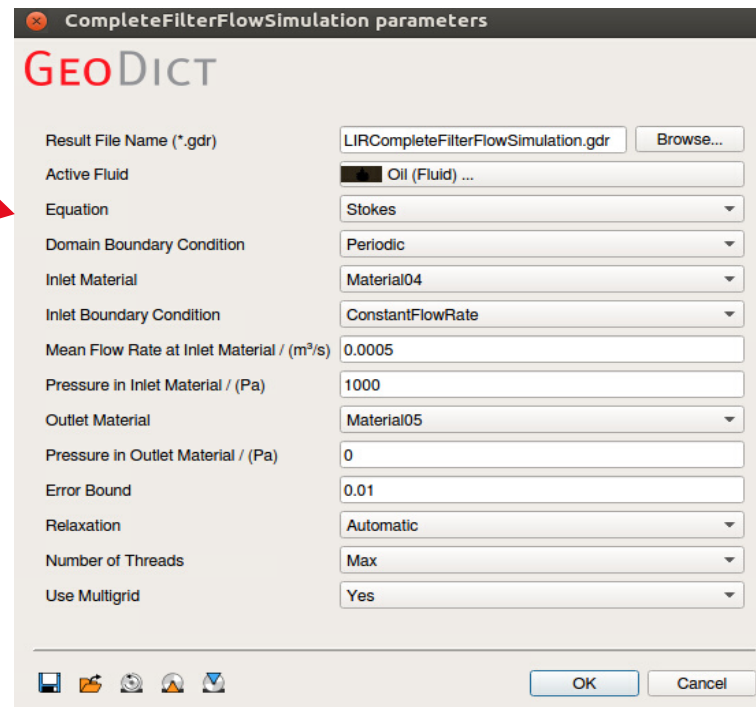 CompleteFilterFlowSimulation parameters
GEODICT
Result File Name (*.gdr) LIRCompleteFilterFlowSimulation.gdr Browse...
Active Fluid Oil (Fluid) ...
Equation Stokes
Domain Boundary Condition Periodic
Inlet Material Material04
Inlet Boundary Condition ConstantFlowRate
Mean Flow Rate at Inlet Material / (m³/s) 0.0005
Pressure in Inlet Material / (Pa) 1000
Outlet Material Material05
Pressure in Outlet Material / (Pa) 0
Error Bound 0.01
Relaxation Automatic
Number of Threads Max
Use Multigrid Yes
OK Cancel